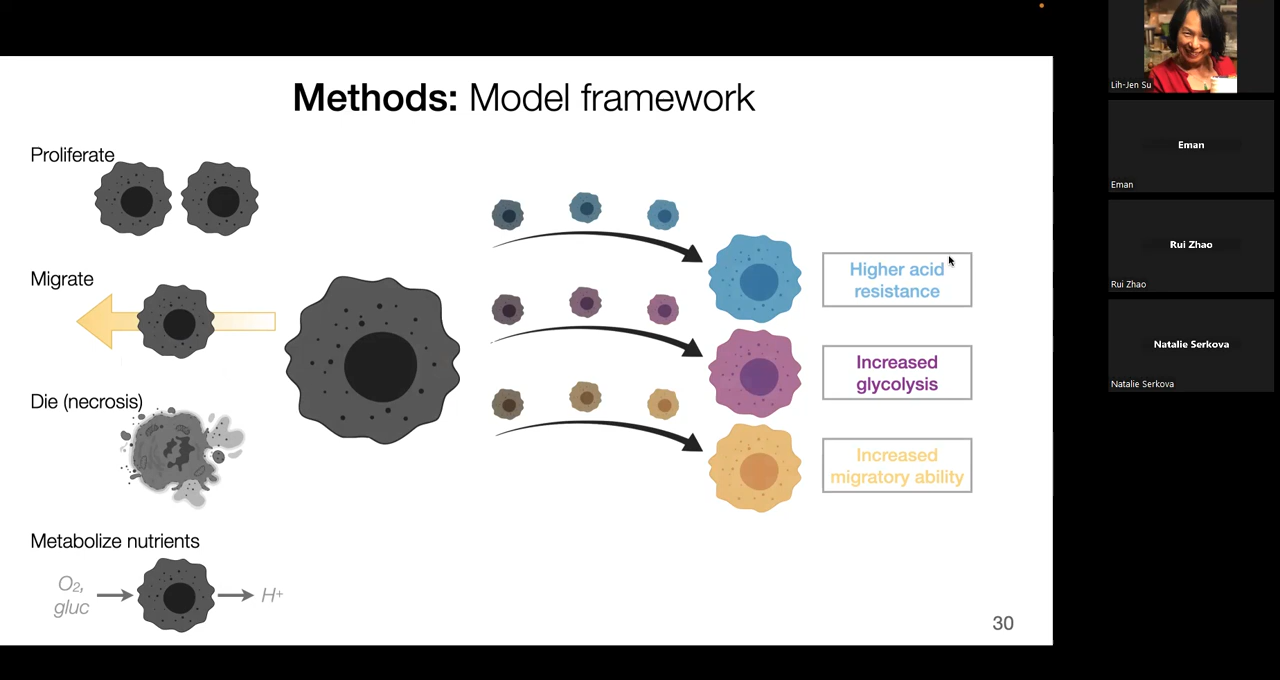 Methods: Model framework
Proliferate
Migrate
Die (necrosis)
Metabolize nutrients
O₂,
gluc
H⁺
Higher acid
resistance
Increased
glycolysis
Increased
migratory ability
30
Lih-Jen Su
Eman
Eman
Rui Zhao
Rui Zhao
Natalie Serkova
Natalie Serkova